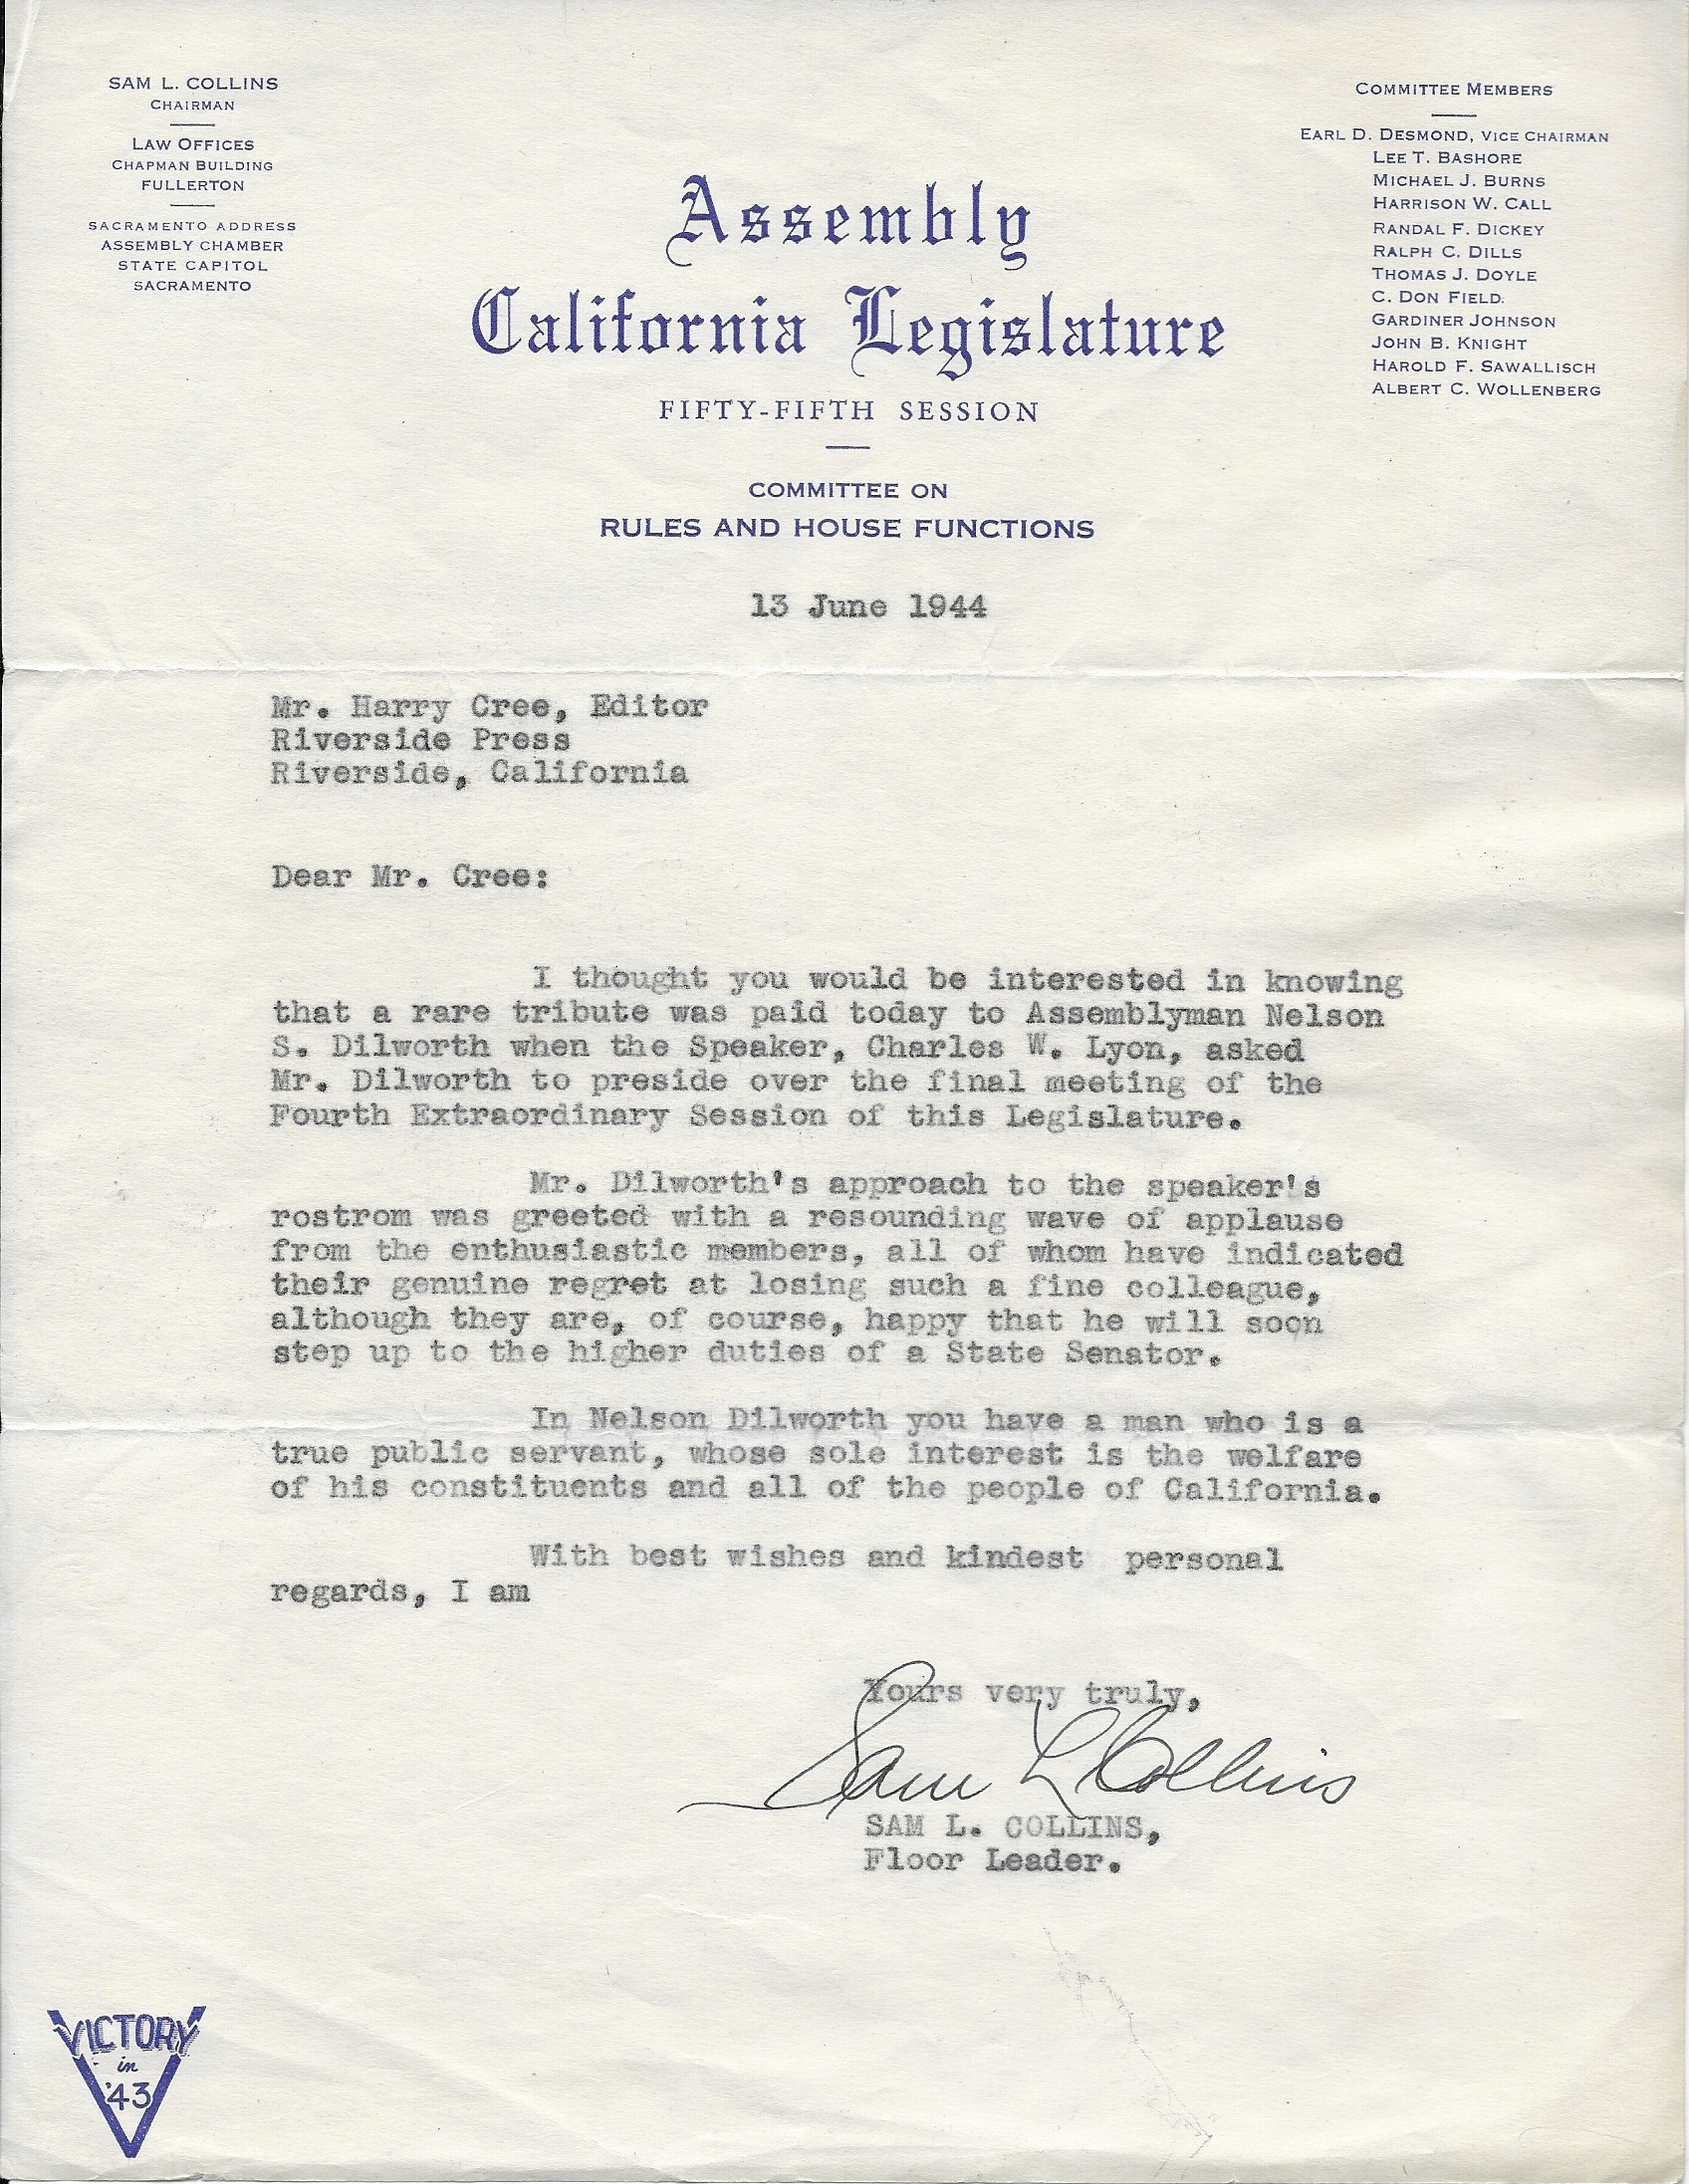 SAM L. COLLINS
CHAIRMAN
LAW OFFICES
CHAPMAN BUILDING
FULLERTON
SACRAMENTO ADDRESS
ASSEMBLY CHAMBER
STATE CAPITOL
SACRAMENTO
COMMITTEE MEMBERS
EARL D. DESMOND, VICE CHAIRMAN
LEE T. BASHORE
MICHAEL J. BURNS
HARRISON W. CALL
RANDAL F. DICKEY
RALPH C. DILLS
THOMAS J. DOYLE
C. DON FIELD
GARDINER JOHNSON
JOHN B. KNIGHT
HAROLD F. SAWALLISCH
ALBERT C. WOLLENBERG
Assembly
California Legislature
FIFTY-FIFTH SESSION
COMMITTEE ON
RULES AND HOUSE FUNCTIONS
13 June 1944
Mr. Harry Cree, Editor
Riverside Press
Riverside, California
Dear Mr. Cree:
I thought you would be interested in knowing
that a rare tribute was paid today to Assemblyman Nelson
S. Dilworth when the Speaker, Charles W. Lyon, asked
Mr. Dilworth to preside over the final meeting of the
Fourth Extraordinary Session of this Legislature.
Mr. Dilworth's approach to the speaker's
rostrom was greeted with a resounding wave of applause
from the enthusiastic members, all of whom have indicated
their genuine regret at losing such a fine colleague,
although they are, of course, happy that he will soon
step up to the higher duties of a State Senator.
In Nelson Dilworth you have a man who is a
true public servant, whose sole interest is the welfare
of his constituents and all of the people of California.
With best wishes and kindest personal
regards, I am
Yours very truly,
Sam L Collins
SAM L. COLLINS,
Floor Leader.
VICTORY
in
'43